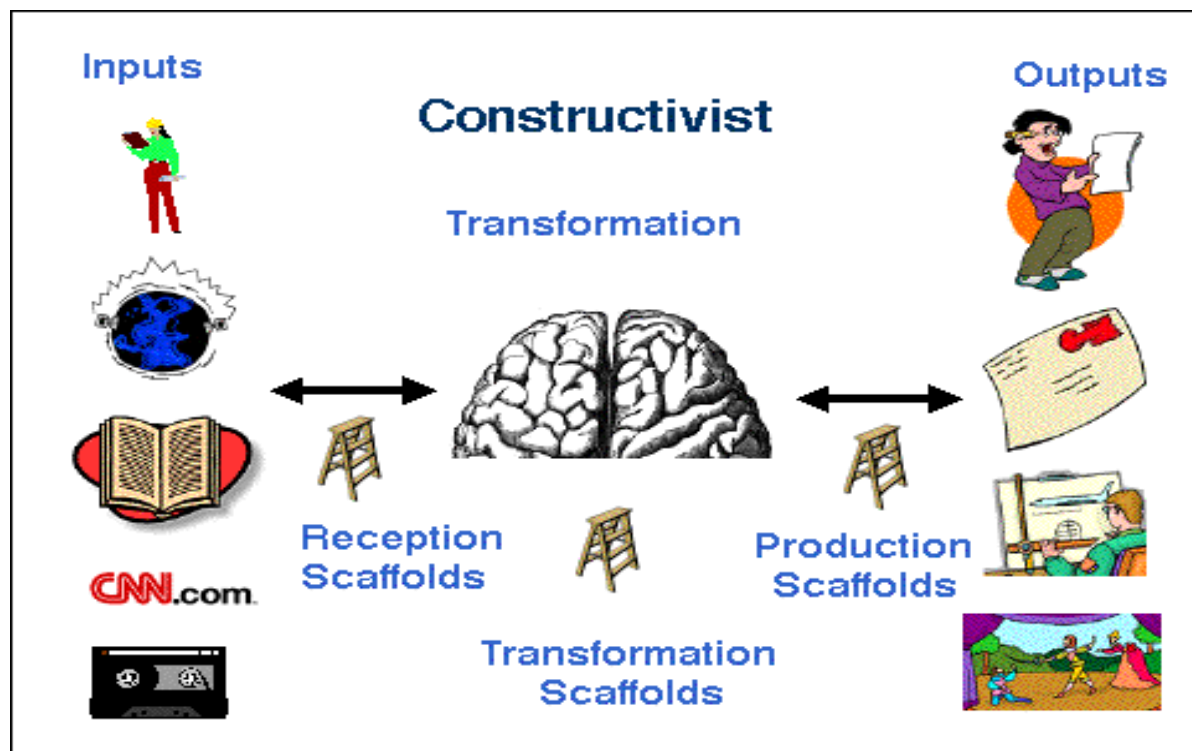 Inputs
Outputs
Constructivist
Transformation
Reception
Scaffolds
Production
Scaffolds
CNN.com
Transformation
Scaffolds